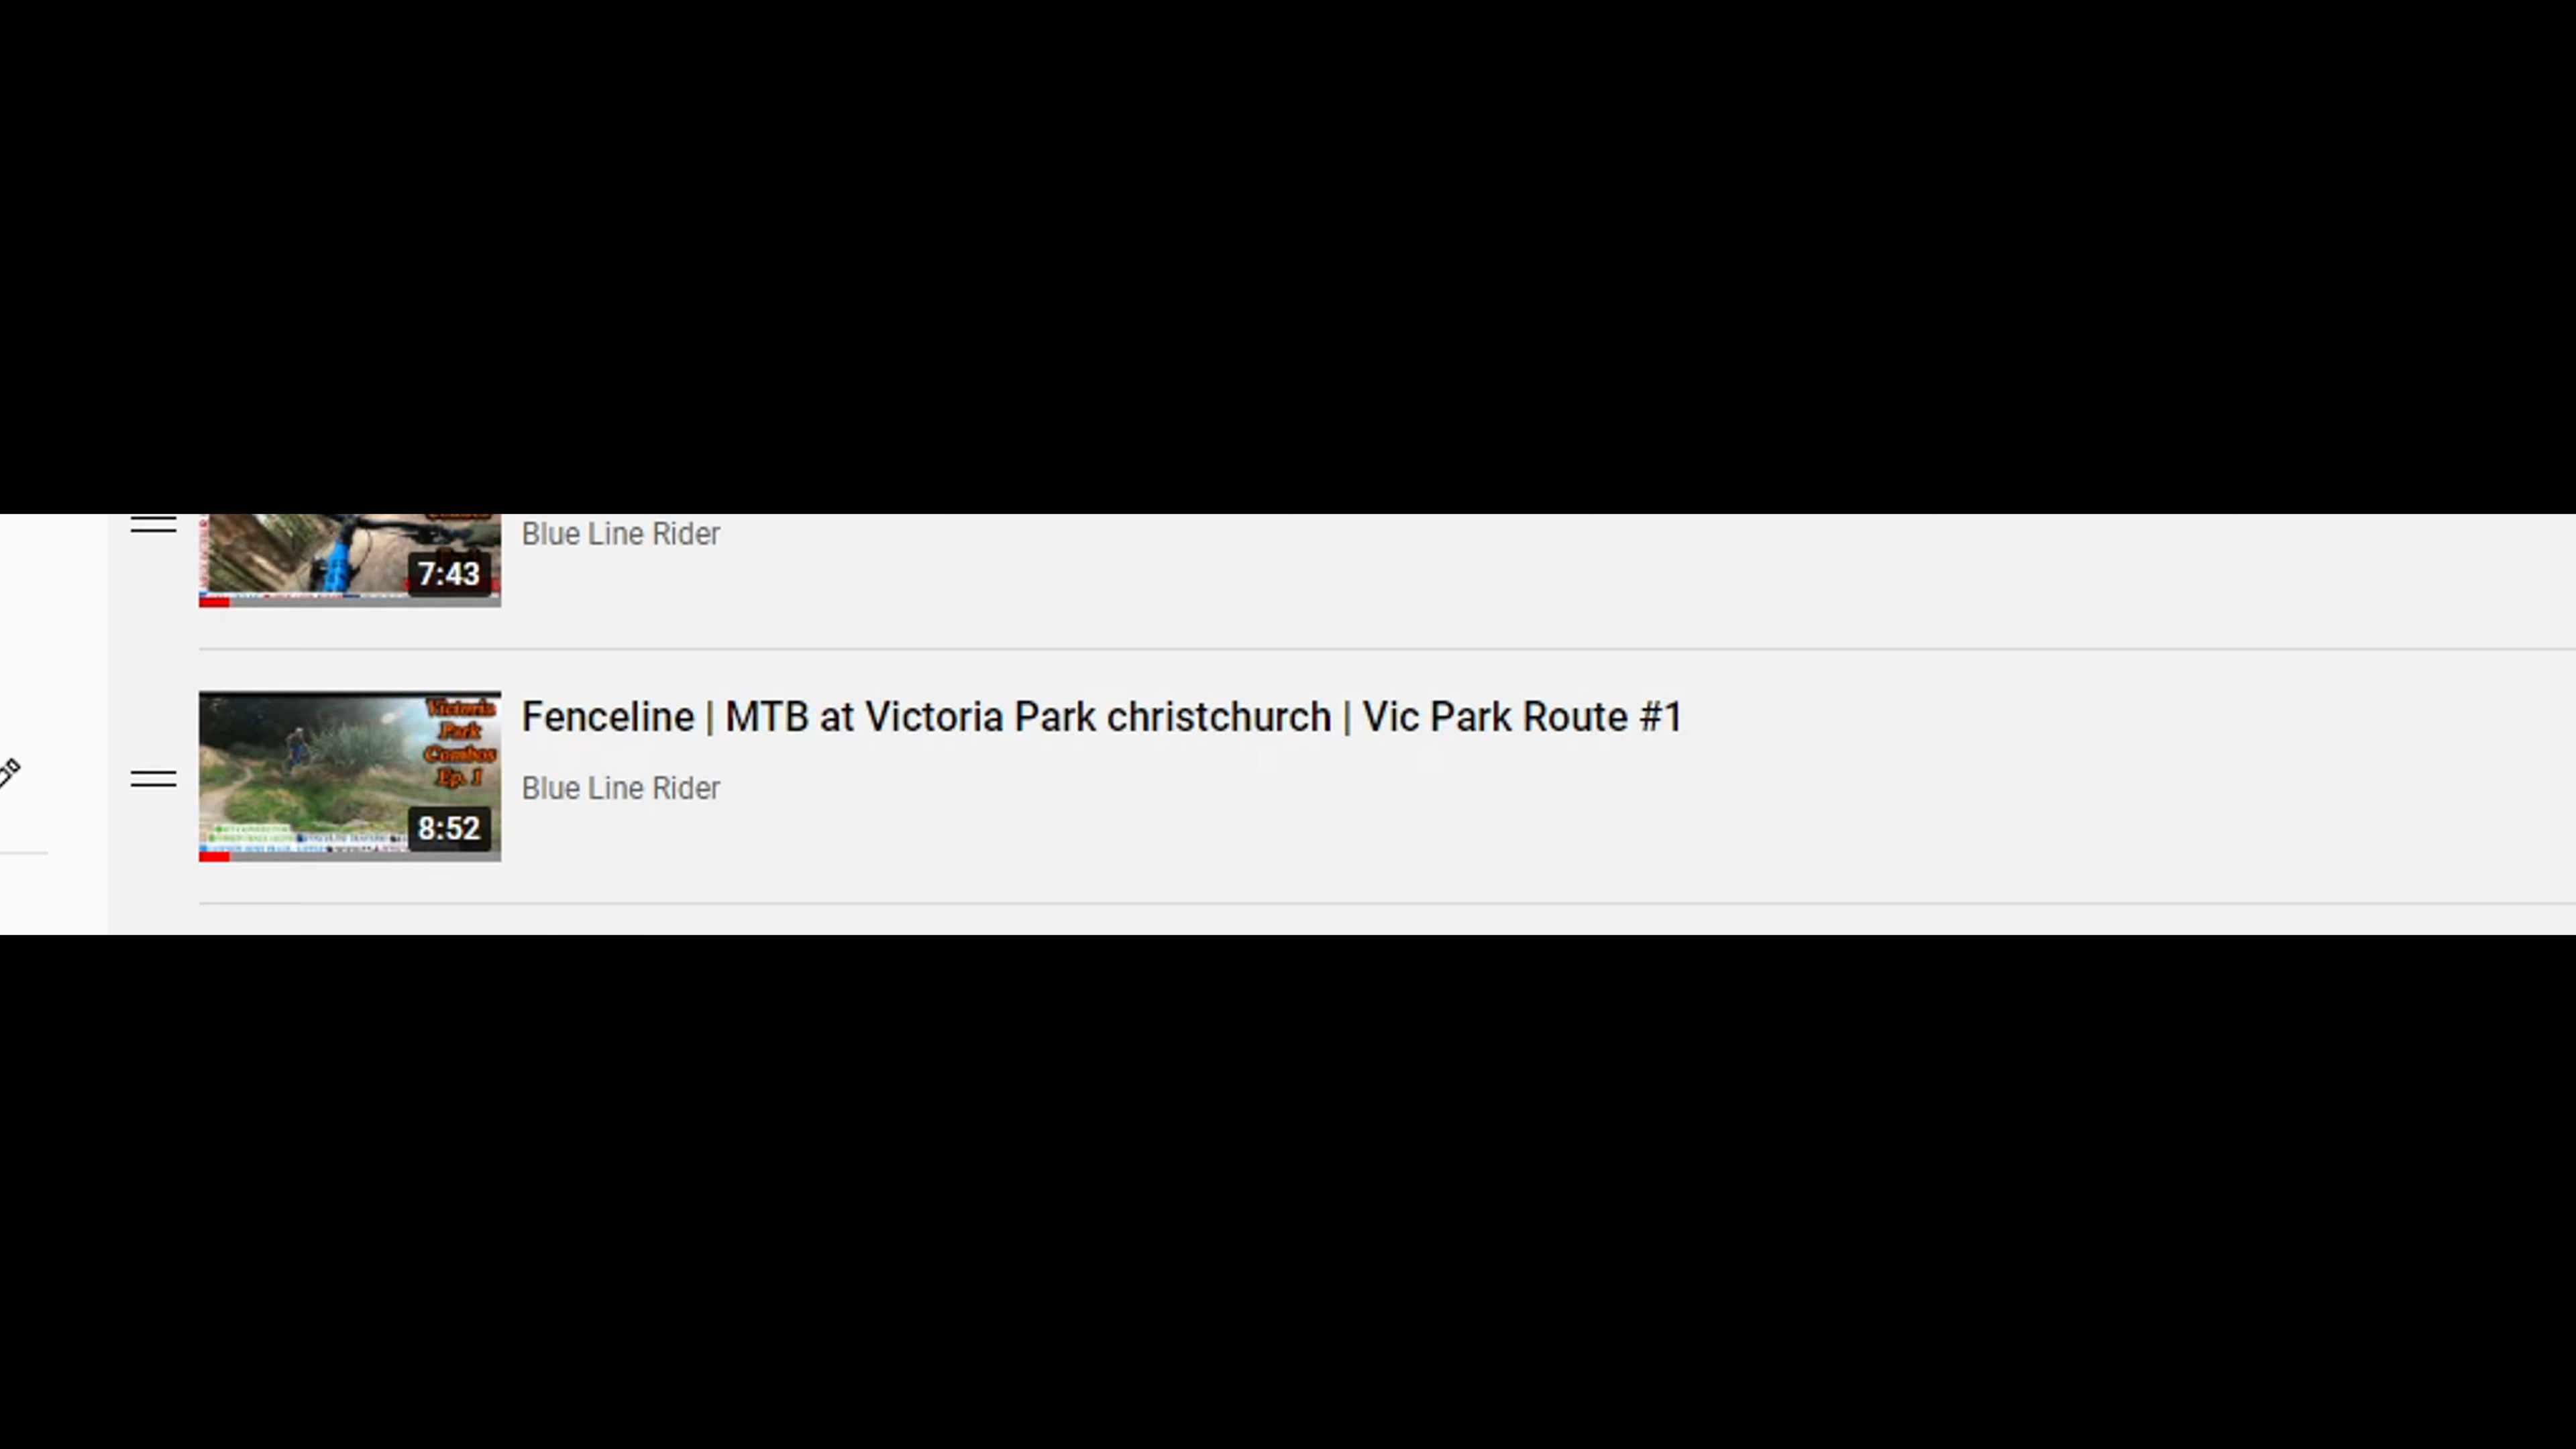 Blue Line Rider
7:43
Fenceline | MTB at Victoria Park christchurch | Vic Park Route #1
Victoria
Park
Combos
Ep. 1
Blue Line Rider
8:52